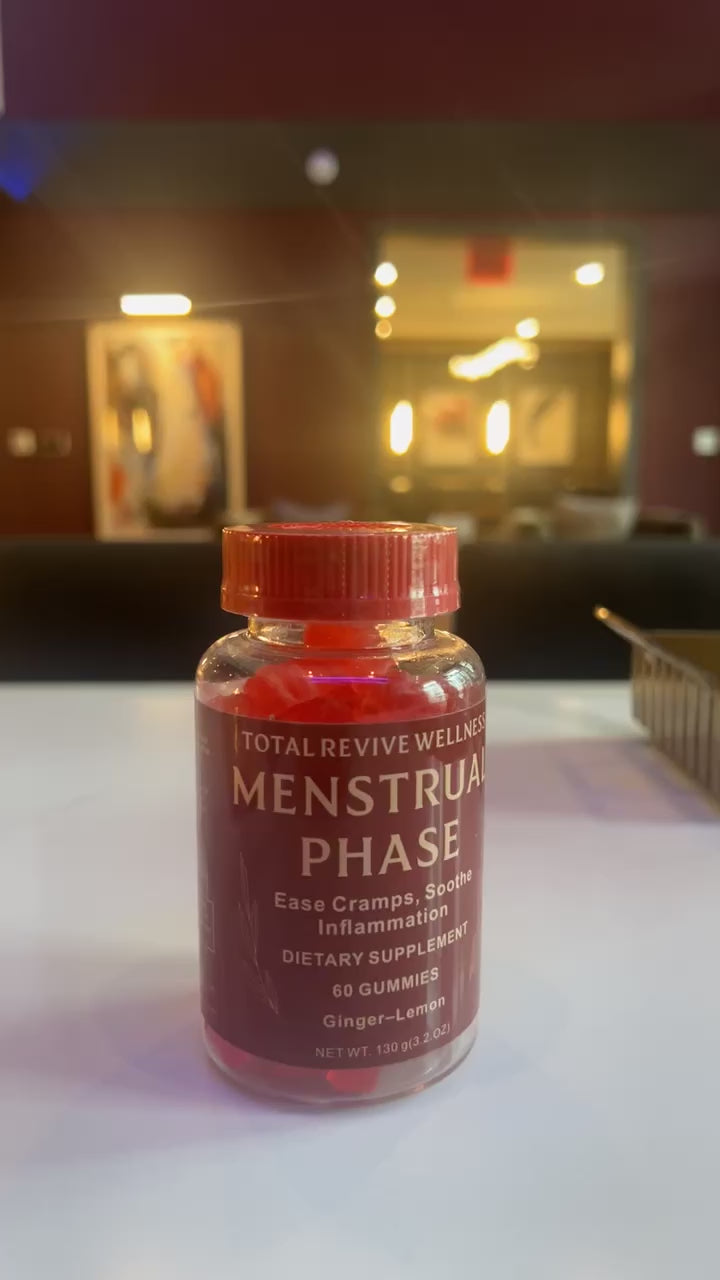 TOTAL REVIVE WELLNESS
MENSTRUAL
PHASE
Ease Cramps, Soothe
Inflammation
DIETARY SUPPLEMENT
60 GUMMIES
Ginger–Lemon
NET WT. 130 g(3.2.OZ)